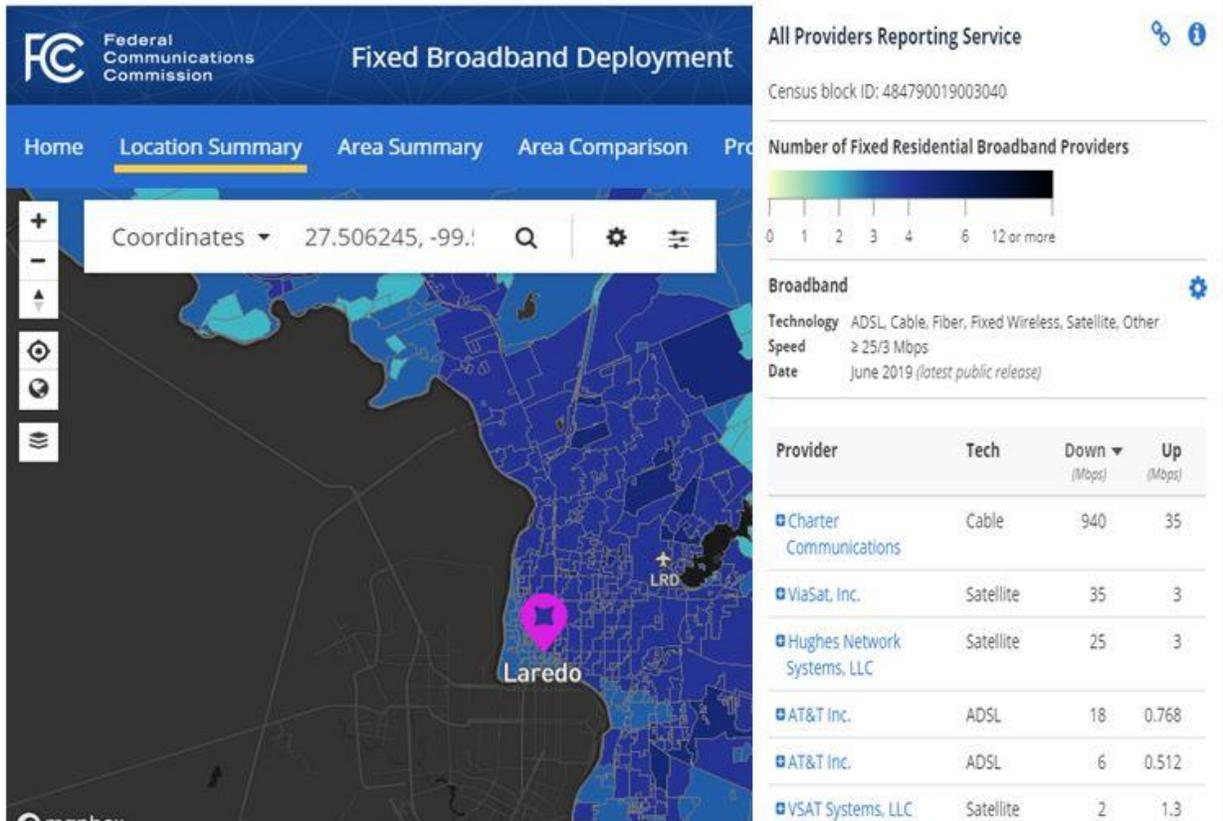 FCC
Federal
Communications
Commission
Fixed Broadband Deployment
Home Location Summary Area Summary Area Comparison
Coordinates 27.506245, -99.
LRD
Laredo
mapbox
All Providers Reporting Service
Census block ID: 484790019003040
Number of Fixed Residential Broadband Providers
0 1 2 3 4 6 12 or more
Broadband
Technology ADSL, Cable, Fiber, Fixed Wireless, Satellite, Other
Speed ≥ 25/3 Mbps
Date June 2019 (latest public release)
Provider Tech Down Up
(Mbps) (Mbps)
Charter Cable 940 35
Communications
ViaSat, Inc. Satellite 35 3
Hughes Network Satellite 25 3
Systems, LLC
AT&T Inc. ADSL 18 0.768
AT&T Inc. ADSL 6 0.512
VSAT Systems, LLC Satellite 2 1.3